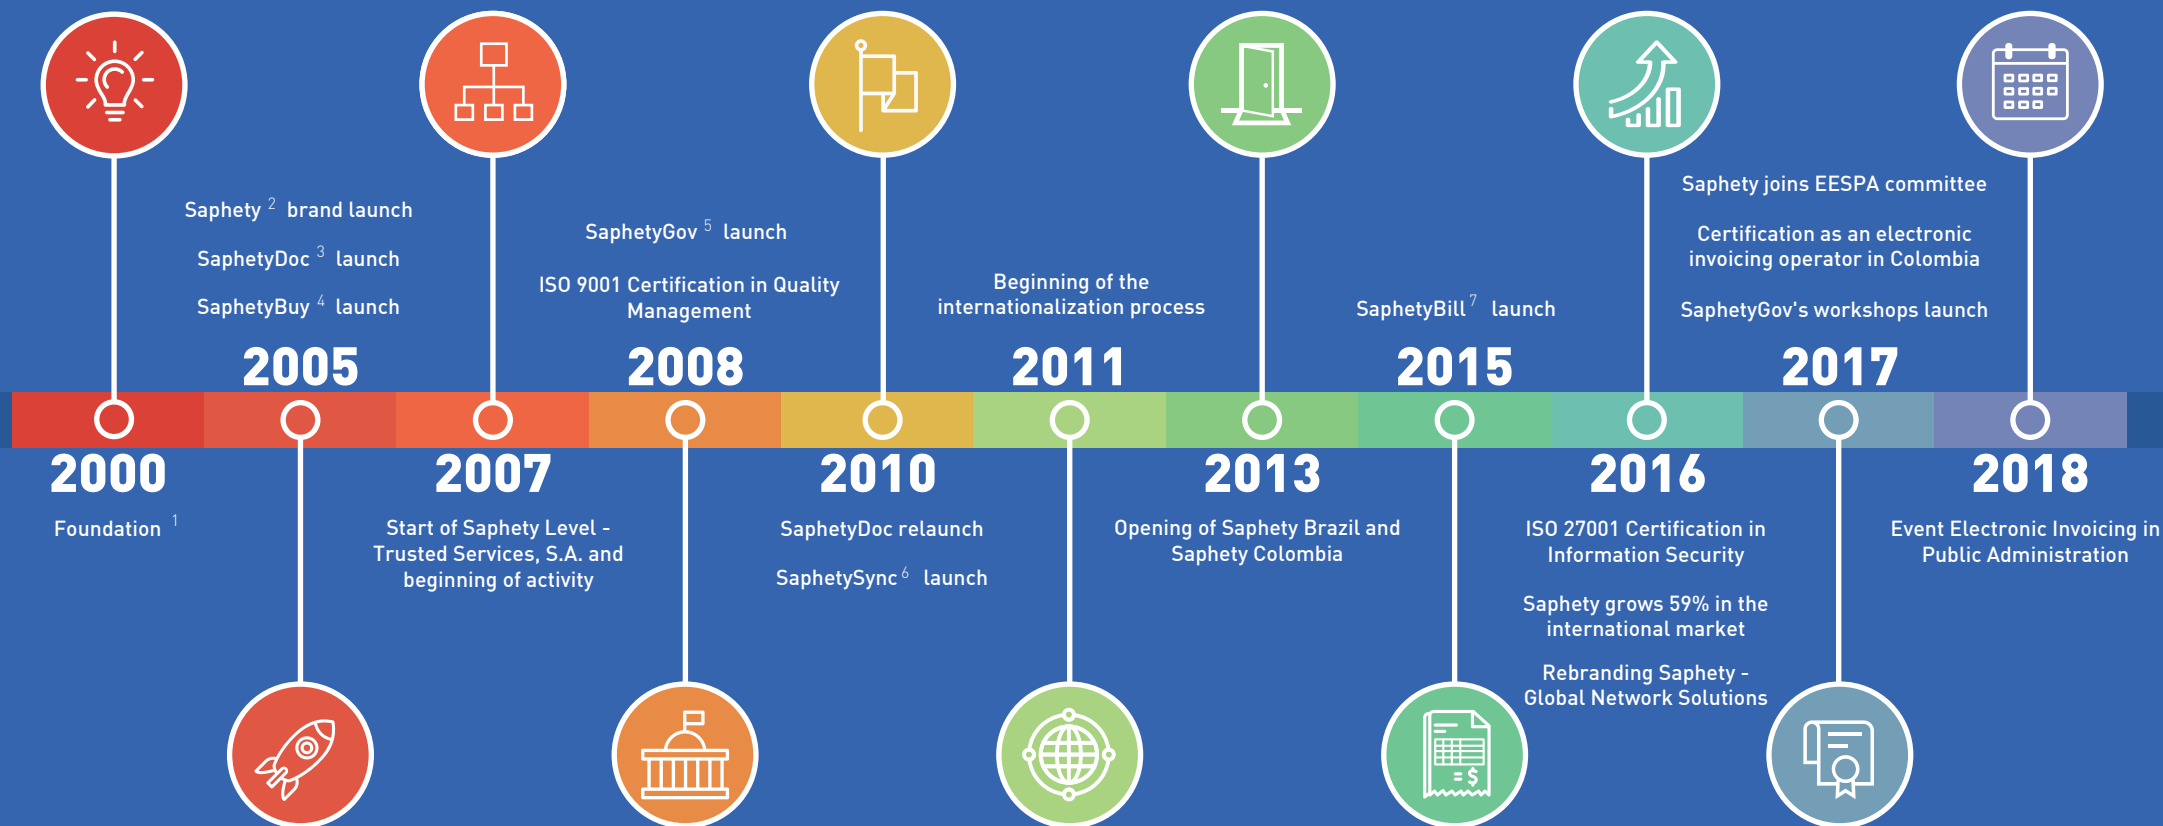 2000
Foundation 1
Saphety 2 brand launch
SaphetyDoc 3 launch
SaphetyBuy 4 launch
2005
2007
Start of Saphety Level -
Trusted Services, S.A. and
beginning of activity
SaphetyGov 5 launch
ISO 9001 Certification in Quality
Management
2008
2010
SaphetyDoc relaunch
SaphetySync 6 launch
Beginning of the
internationalization process
2011
2013
Opening of Saphety Brazil and
Saphety Colombia
SaphetyBill 7 launch
2015
= $
2016
ISO 27001 Certification in
Information Security
Saphety grows 59% in the
international market
Rebranding Saphety -
Global Network Solutions
Saphety joins EESPA committee
Certification as an electronic
invoicing operator in Colombia
SaphetyGov's workshops launch
2017
2018
Event Electronic Invoicing in
Public Administration